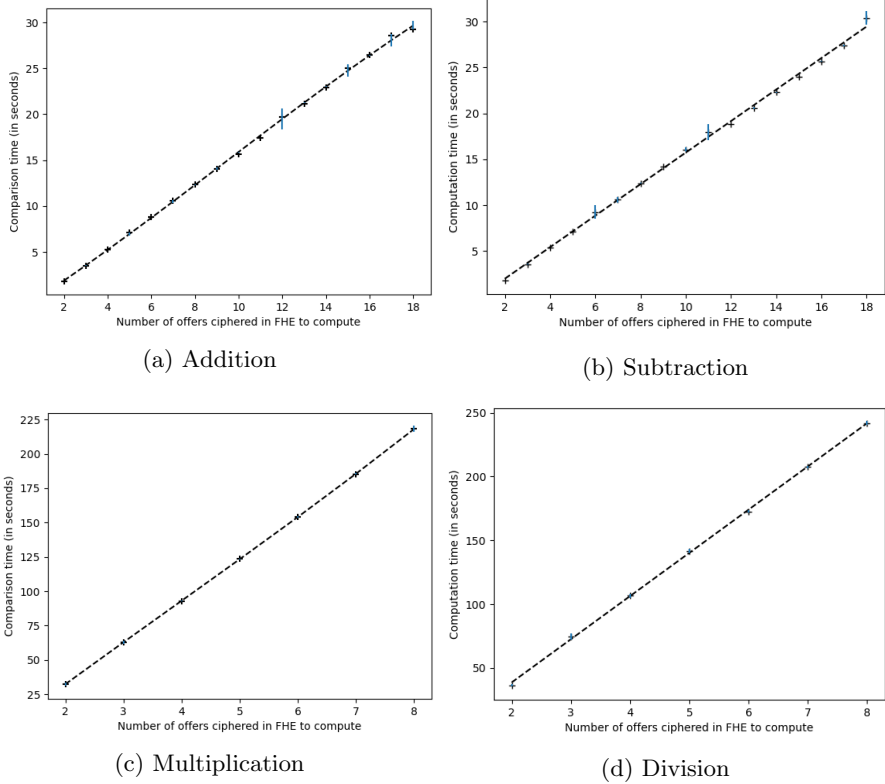 30
25
20
15
10
5
Comparison time (in seconds)
2 4 6 8 10 12 14 16 18
Number of offers ciphered in FHE to compute
(a) Addition
30
25
20
15
10
5
Computation time (in seconds)
2 4 6 8 10 12 14 16 18
Number of offers ciphered in FHE to compute
(b) Subtraction
225
200
175
150
125
100
75
50
25
Comparison time (in seconds)
2 3 4 5 6 7 8
Number of offers ciphered in FHE to compute
(c) Multiplication
250
200
150
100
50
Computation time (in seconds)
2 3 4 5 6 7 8
Number of offers ciphered in FHE to compute
(d) Division